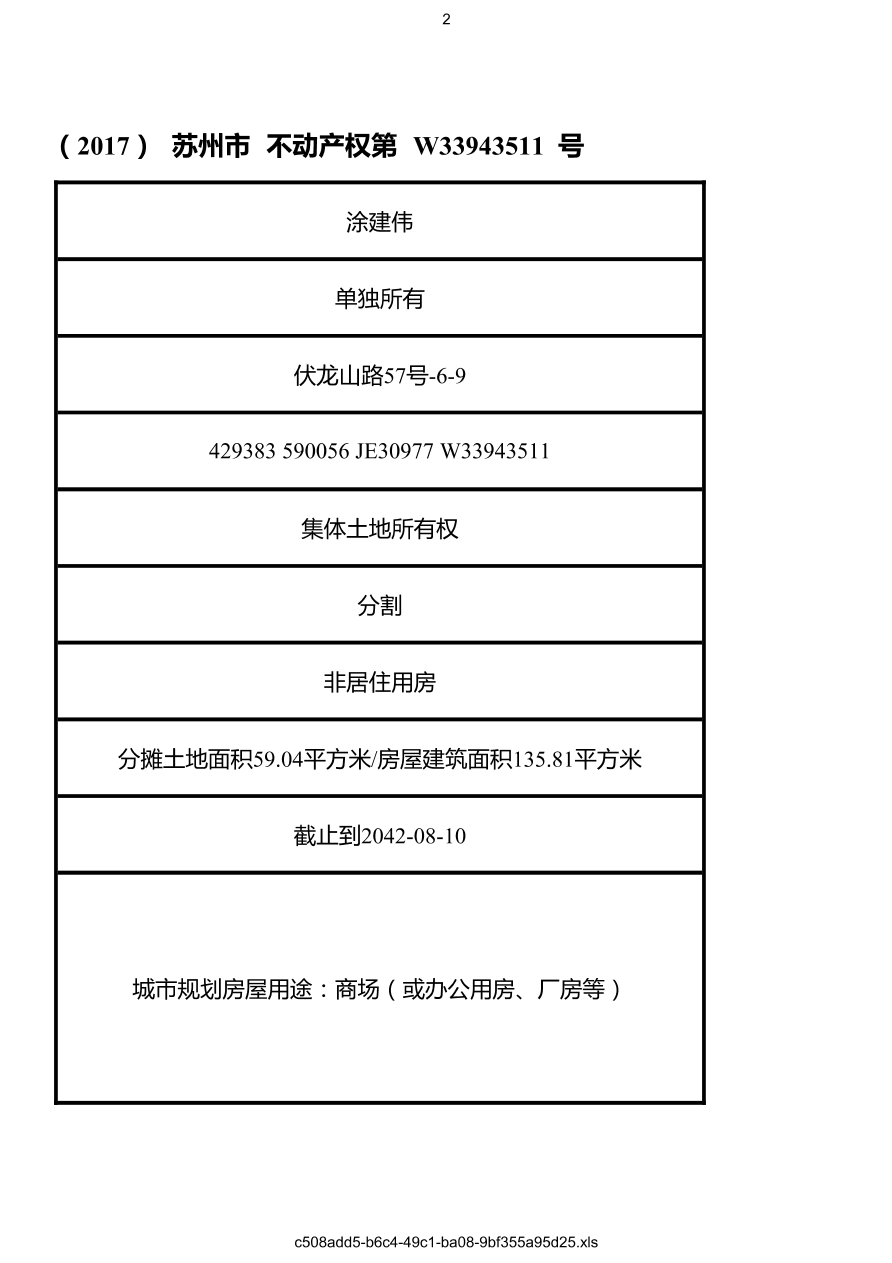 2
（2017） 苏州市 不动产权第 W33943511 号
涂建伟
单独所有
伏龙山路57号-6-9
429383 590056 JE30977 W33943511
集体土地所有权
分割
非居住用房
分摊土地面积59.04平方米/房屋建筑面积135.81平方米
截止到2042-08-10
城市规划房屋用途：商场（或办公用房、厂房等）
c508add5-b6c4-49c1-ba08-9bf355a95d25.xls